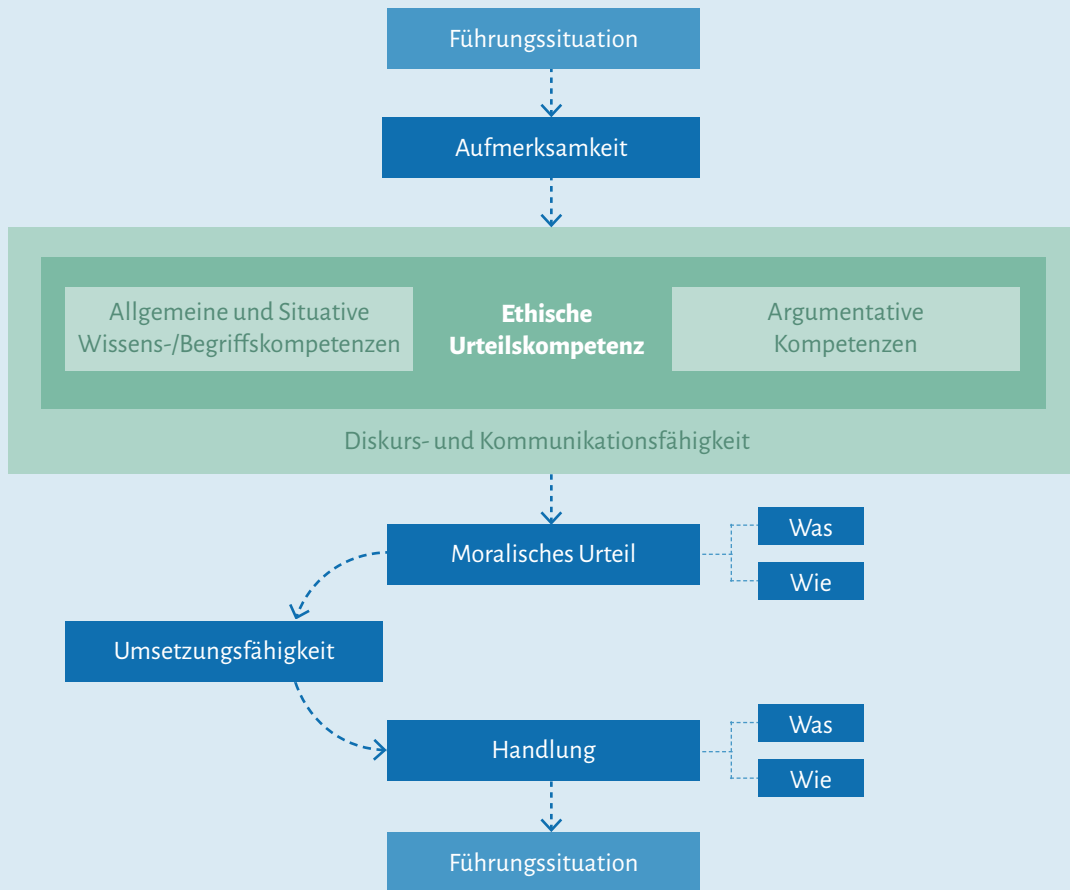 Führungssituation
Aufmerksamkeit
Allgemeine und Situative
Wissens-/Begriffskompetenzen
Ethische
Urteilskompetenz
Argumentative
Kompetenzen
Diskurs- und Kommunikationsfähigkeit
Moralisches Urteil
Was
Wie
Umsetzungsfähigkeit
Handlung
Was
Wie
Führungssituation